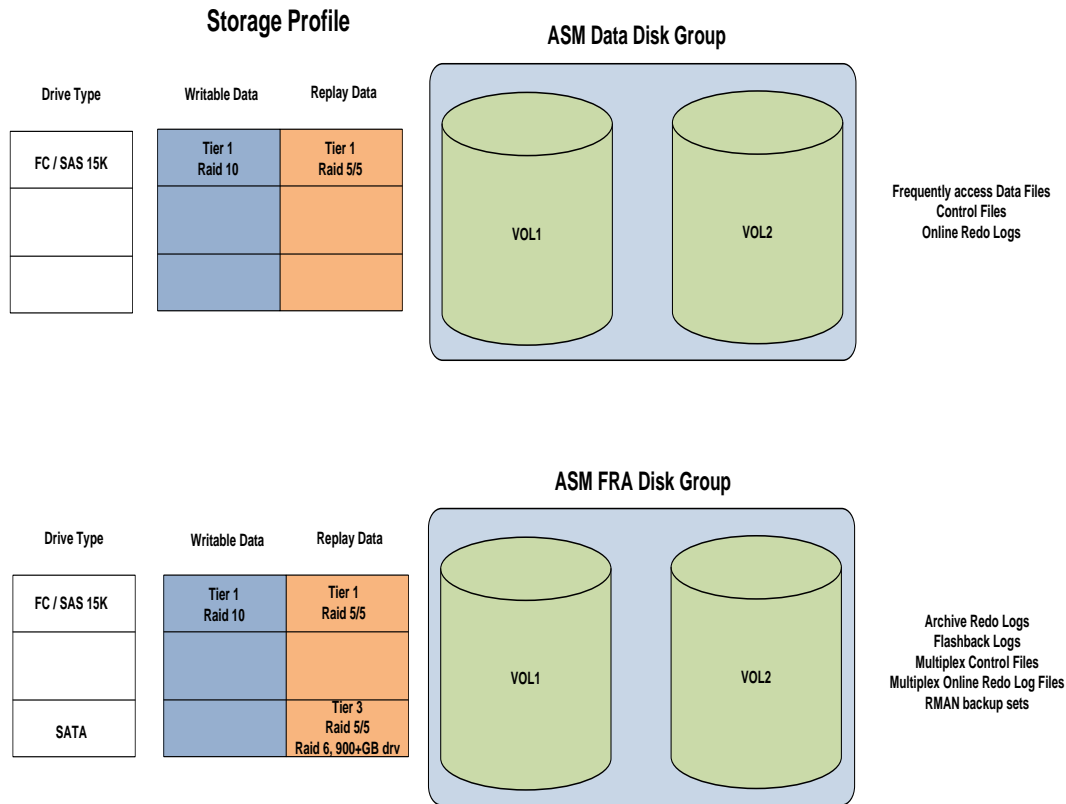 Storage Profile
ASM Data Disk Group
Drive Type
Writable Data
Replay Data
FC / SAS 15K
Tier 1
Raid 10
Tier 1
Raid 5/5
VOL1
VOL2
Frequently access Data Files
Control Files
Online Redo Logs
ASM FRA Disk Group
Drive Type
Writable Data
Replay Data
FC / SAS 15K
Tier 1
Raid 10
Tier 1
Raid 5/5
SATA
Tier 3
Raid 5/5
Raid 6, 900+GB drv
VOL1
VOL2
Archive Redo Logs
Flashback Logs
Multiplex Control Files
Multiplex Online Redo Log Files
RMAN backup sets